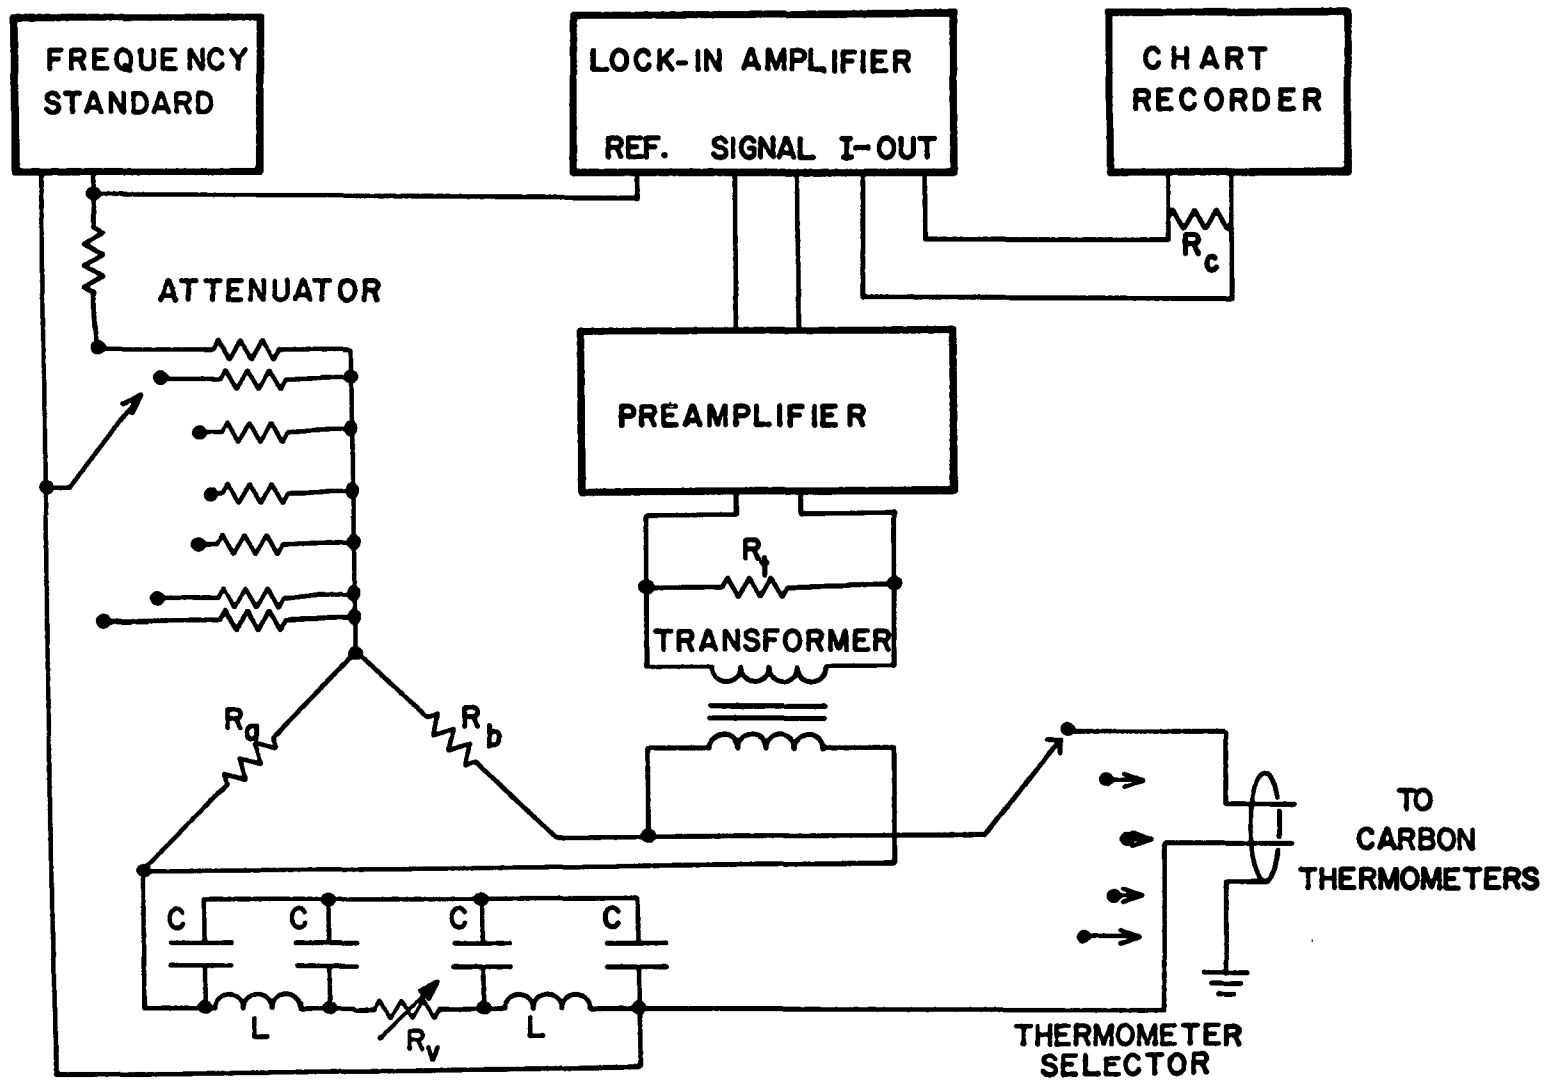 FREQUENCY
STANDARD
LOCK-IN AMPLIFIER
REF. SIGNAL I-OUT
CHART
RECORDER
Rc
ATTENUATOR
PREAMPLIFIER
Rt
TRANSFORMER
Ra
Rb
TO
CARBON
THERMOMETERS
C C C C
L Rv L
THERMOMETER
SELECTOR